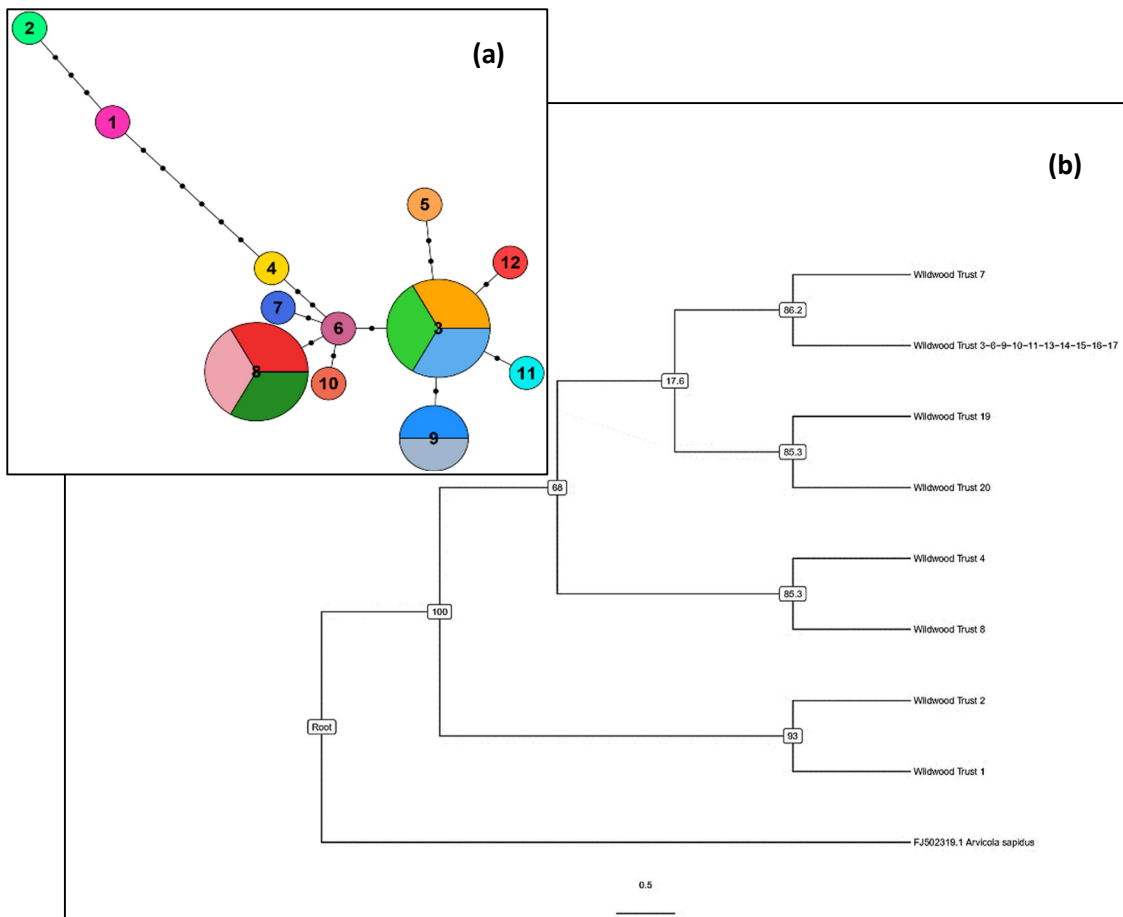 2
(a)
1
5
12
4
7
6
3
8
10
11
9
(b)
Wildwood Trust 7
86.2
Wildwood Trust 3-6-9-10-11-13-14-15-16-17
17.6
Wildwood Trust 19
85.3
Wildwood Trust 20
68
Wildwood Trust 4
85.3
Wildwood Trust 8
100
Wildwood Trust 2
Root
93
Wildwood Trust 1
FJ502319.1 Arvicola sapidus
0.5